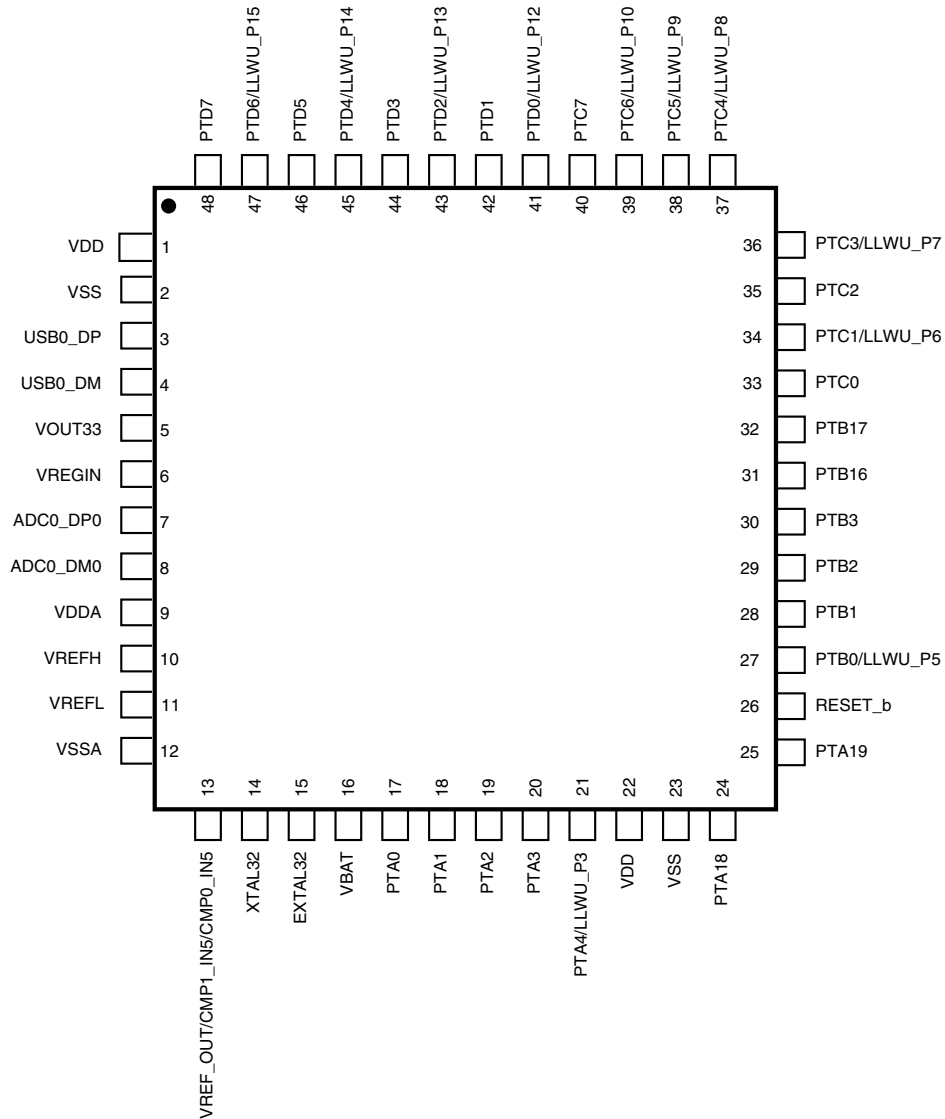 PTD7
PTD6/LLWU_P15
PTD5
PTD4/LLWU_P14
PTD3
PTD2/LLWU_P13
PTD1
PTD0/LLWU_P12
PTC7
PTC6/LLWU_P10
PTC5/LLWU_P9
PTC4/LLWU_P8
48
47
46
45
44
43
42
41
40
39
38
37
VDD 1
VSS 2
USB0_DP 3
USB0_DM 4
VOUT33 5
VREGIN 6
ADC0_DP0 7
ADC0_DM0 8
VDDA 9
VREFH 10
VREFL 11
VSSA 12
36 PTC3/LLWU_P7
35 PTC2
34 PTC1/LLWU_P6
33 PTC0
32 PTB17
31 PTB16
30 PTB3
29 PTB2
28 PTB1
27 PTB0/LLWU_P5
26 RESET_b
25 PTA19
13
14
15
16
17
18
19
20
21
22
23
24
VREF_OUT/CMP1_IN5/CMP0_IN5
XTAL32
EXTAL32
VBAT
PTA0
PTA1
PTA2
PTA3
PTA4/LLWU_P3
VDD
VSS
PTA18